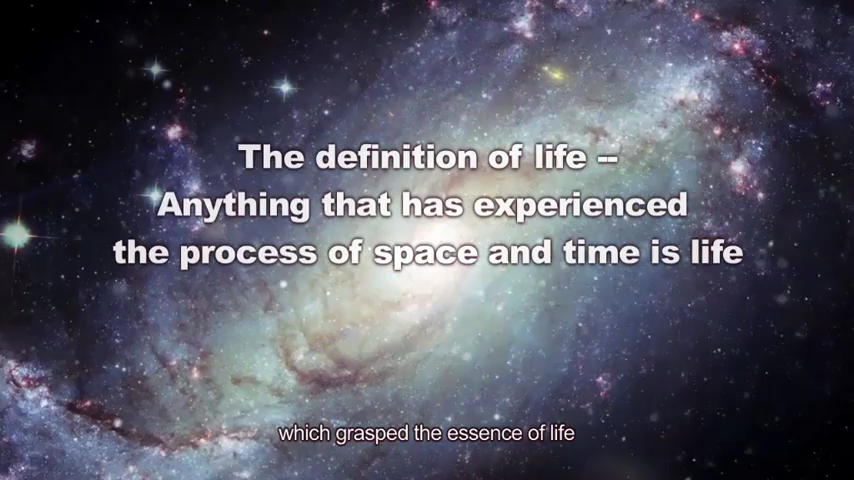 The definition of life --
Anything that has experienced
the process of space and time is life
which grasped the essence of life